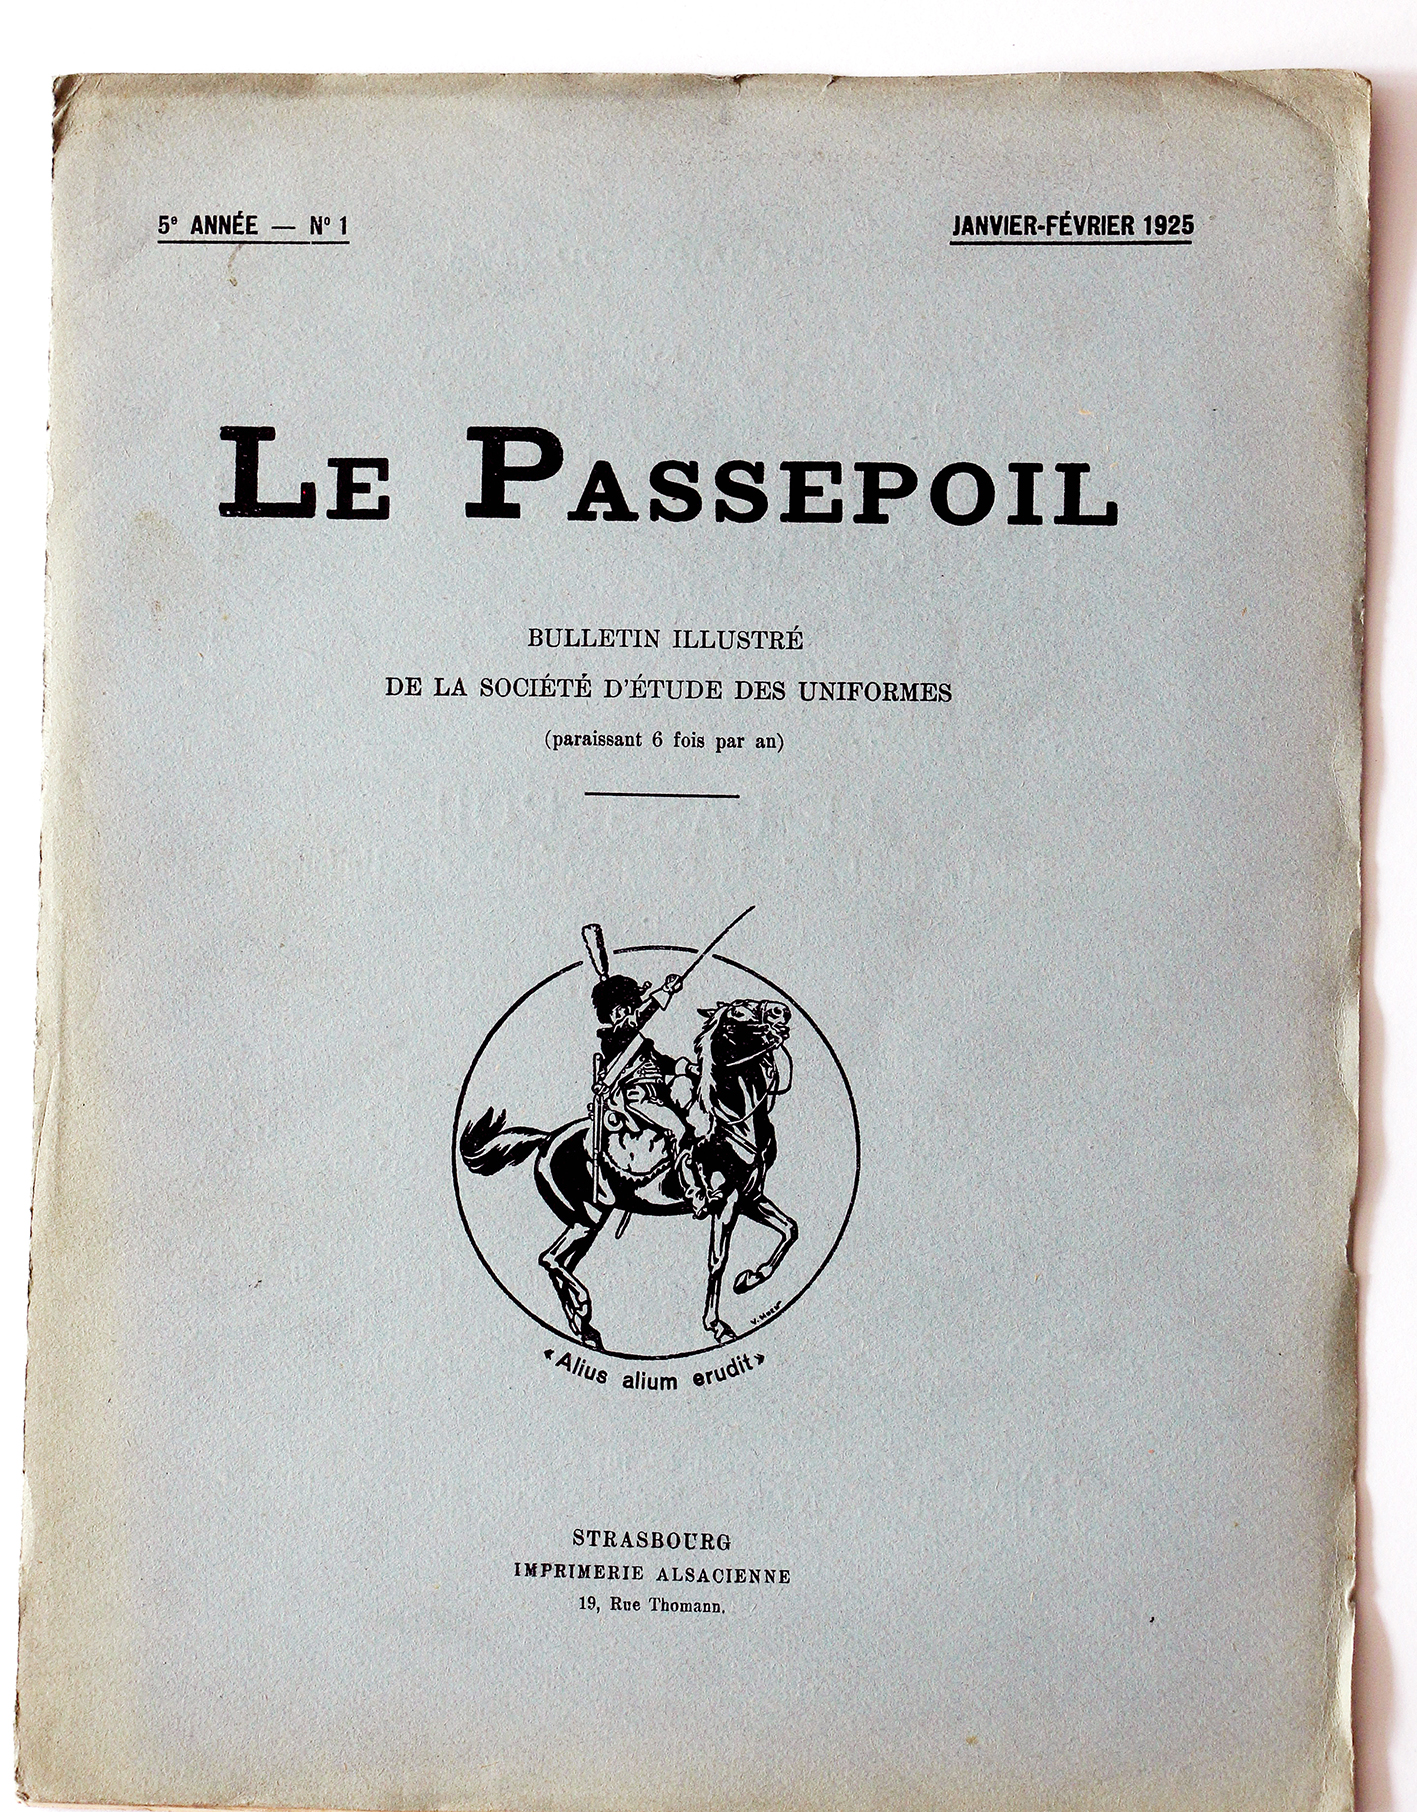 5e ANNÉE — No 1
JANVIER-FÉVRIER 1925
LE PASSEPOIL
BULLETIN ILLUSTRÉ
DE LA SOCIÉTÉ D'ÉTUDE DES UNIFORMES
(paraissant 6 fois par an)
«Alius alium erudit»
STRASBOURG
IMPRIMERIE ALSACIENNE
19, Rue Thomann.